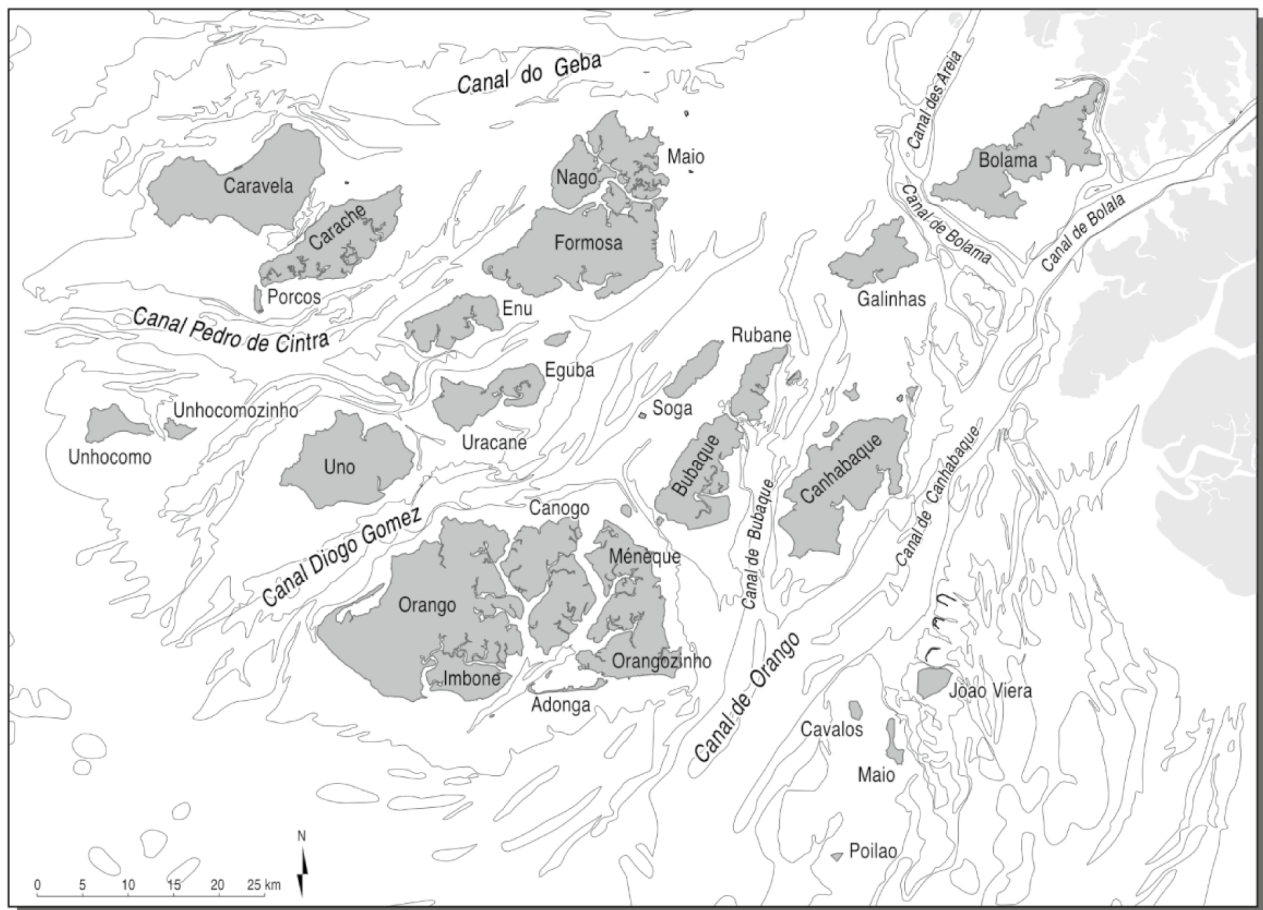 Canal do Geba
Canal des Areia
Maio
Bolama
Nago
Caravela
Carache
Canal de Bolama
Canal de Bolala
Formosa
Porcos
Galinhas
Enu
Canal Pedro de Cintra
Rubane
Eguba
Unhocomozinho
Soga
Uracane
Unhocomo
Uno
Bubaque
Canhabaque
Canal de Canhabaque
Canogo
Canal de Bubaque
Canal Diogo Gomez
Méneque
Orango
Orangozinho
Imbone
Canal de Orango
Joao Viera
Adonga
Cavalos
Maio
Poilao
N
0 5 10 15 20 25 km